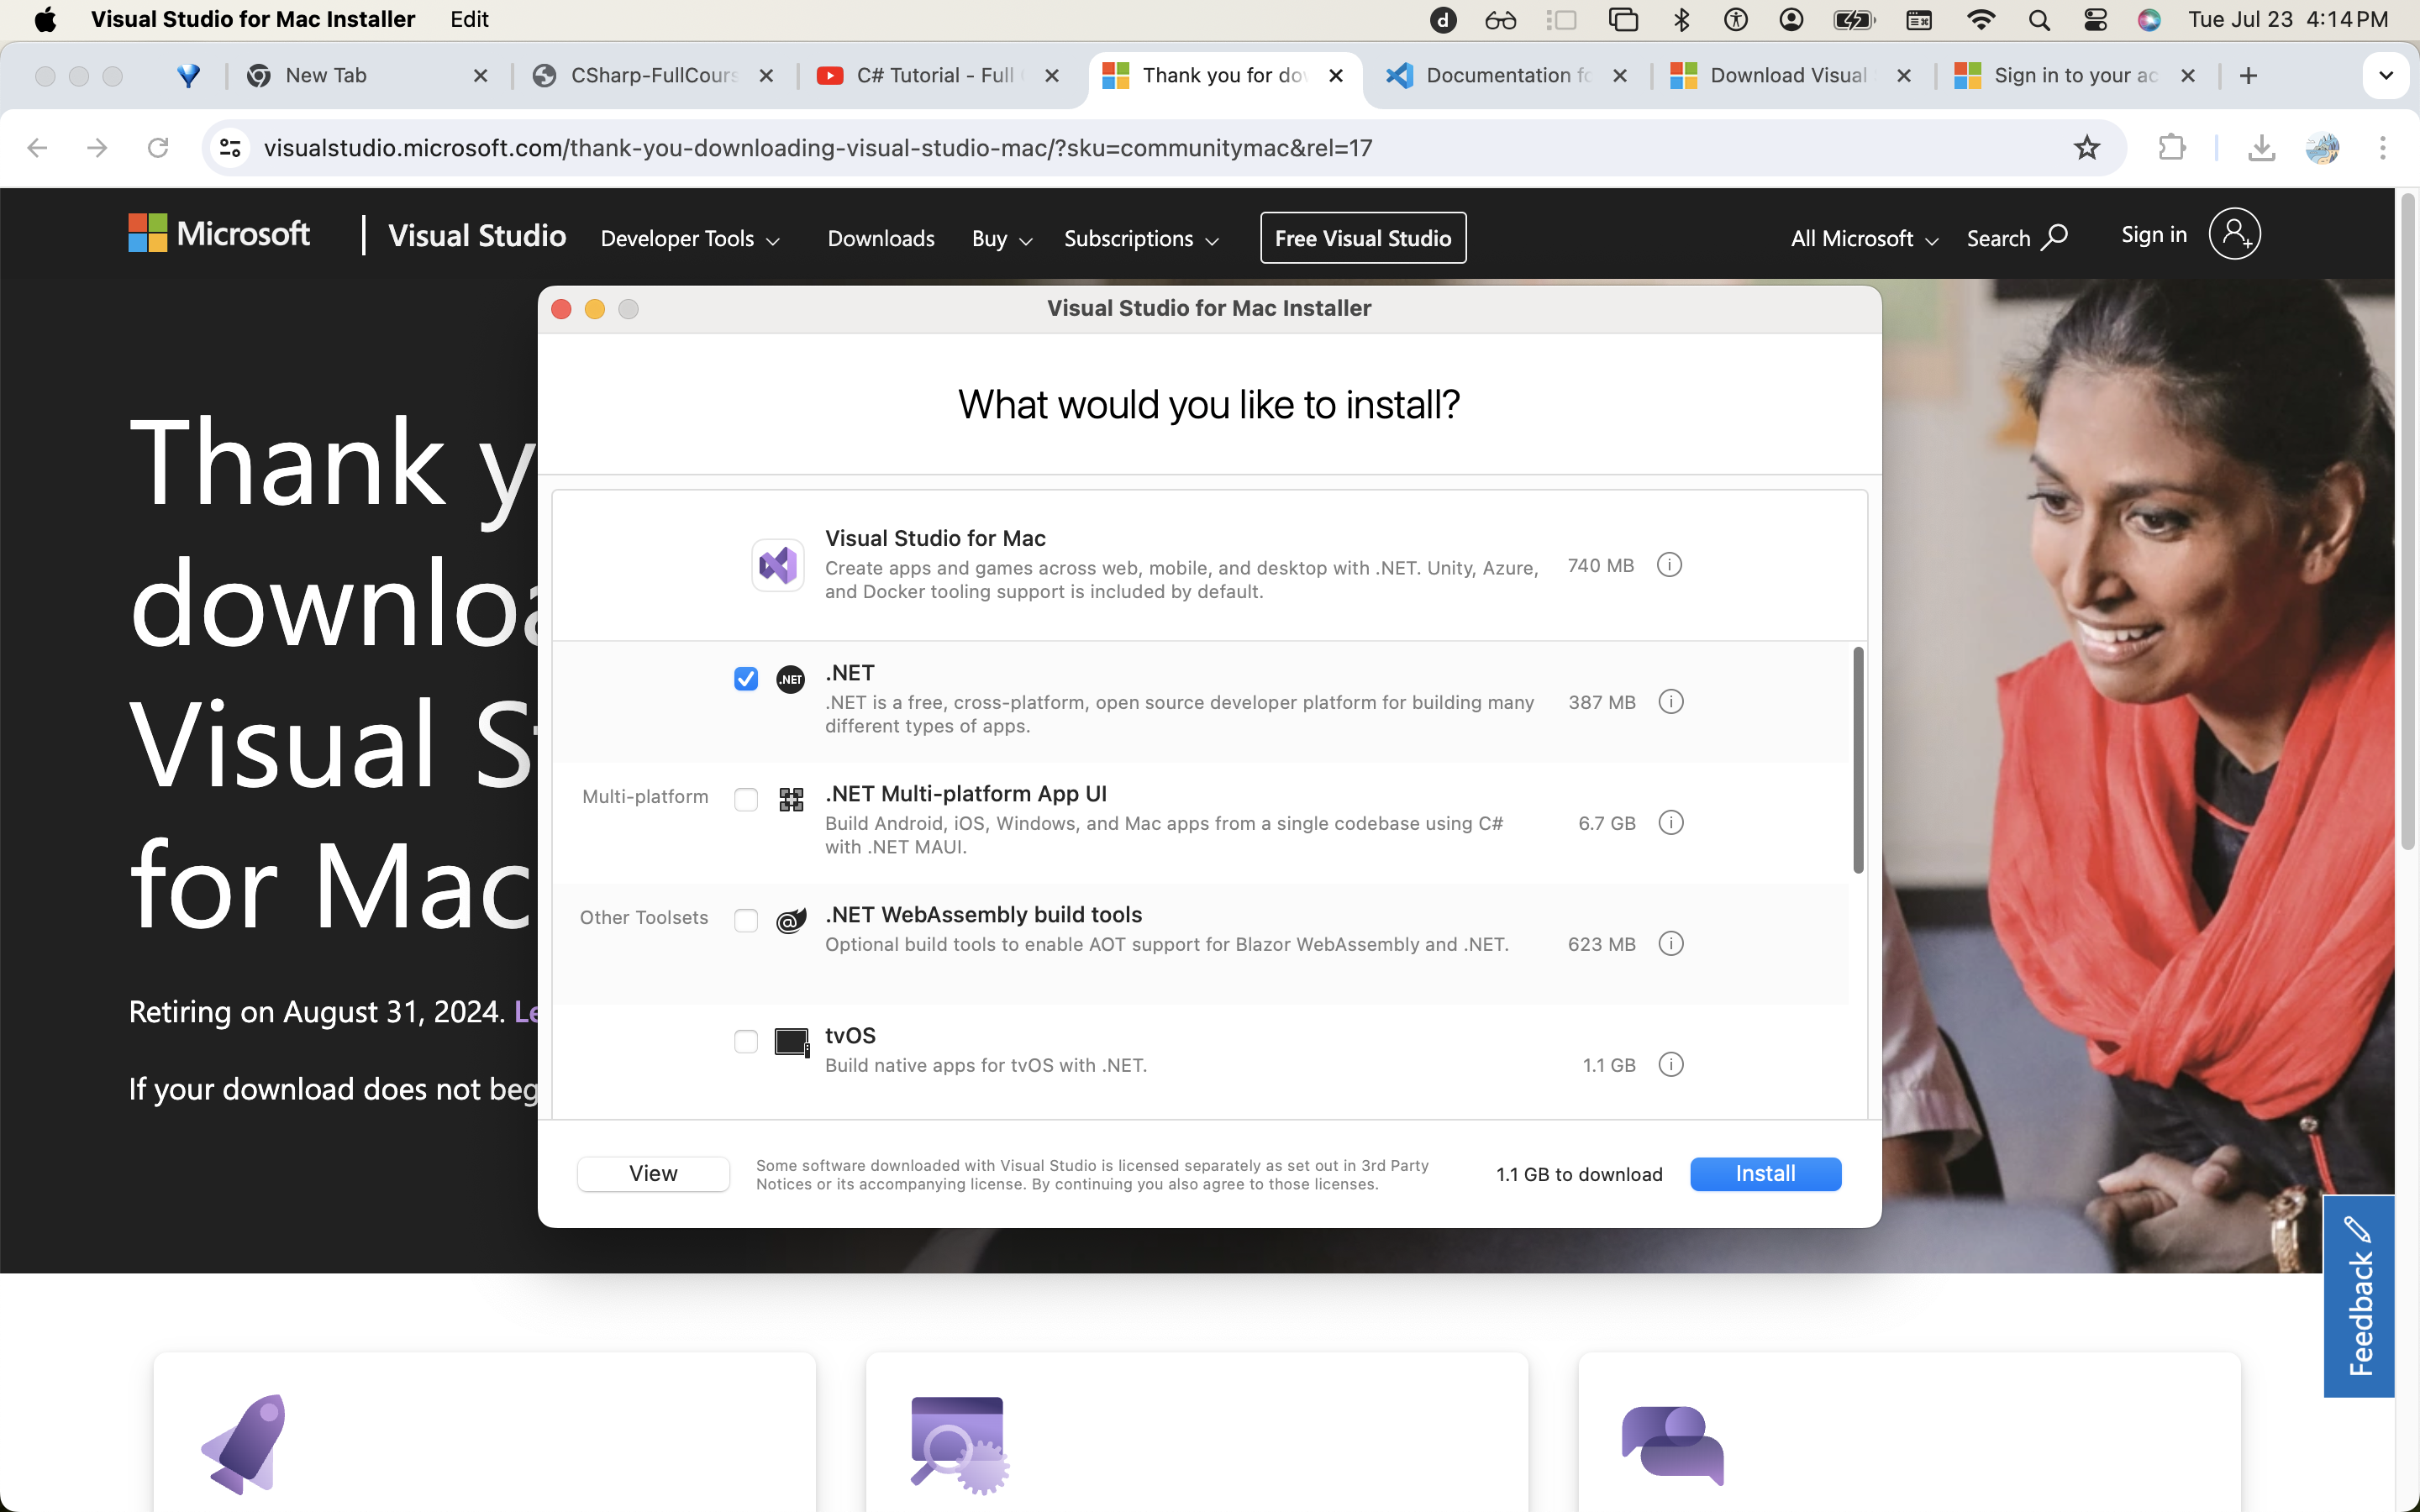 Visual Studio for Mac Installer Edit
d Tue Jul 23 4:14 PM
New Tab CSharp-FullCours C# Tutorial - Full Thank you for do Documentation fo Download Visual Sign in to your ac
visualstudio.microsoft.com/thank-you-downloading-visual-studio-mac/?sku=communitymac&rel=17
Microsoft Visual Studio Developer Tools Downloads Buy Subscriptions Free Visual Studio All Microsoft Search Sign in
Visual Studio for Mac Installer
What would you like to install?
Visual Studio for Mac
Create apps and games across web, mobile, and desktop with .NET. Unity, Azure,
and Docker tooling support is included by default.
740 MB
.NET
.NET
.NET is a free, cross-platform, open source developer platform for building many
different types of apps.
387 MB
Multi-platform
.NET Multi-platform App UI
Build Android, iOS, Windows, and Mac apps from a single codebase using C#
with .NET MAUI.
6.7 GB
Other Toolsets
.NET WebAssembly build tools
Optional build tools to enable AOT support for Blazor WebAssembly and .NET.
623 MB
tvOS
Build native apps for tvOS with .NET.
1.1 GB
View
Some software downloaded with Visual Studio is licensed separately as set out in 3rd Party
Notices or its accompanying license. By continuing you also agree to those licenses.
1.1 GB to download
Install
Thank y
downloa
Visual St
for Mac
Retiring on August 31, 2024. Le
If your download does not beg
Feedback